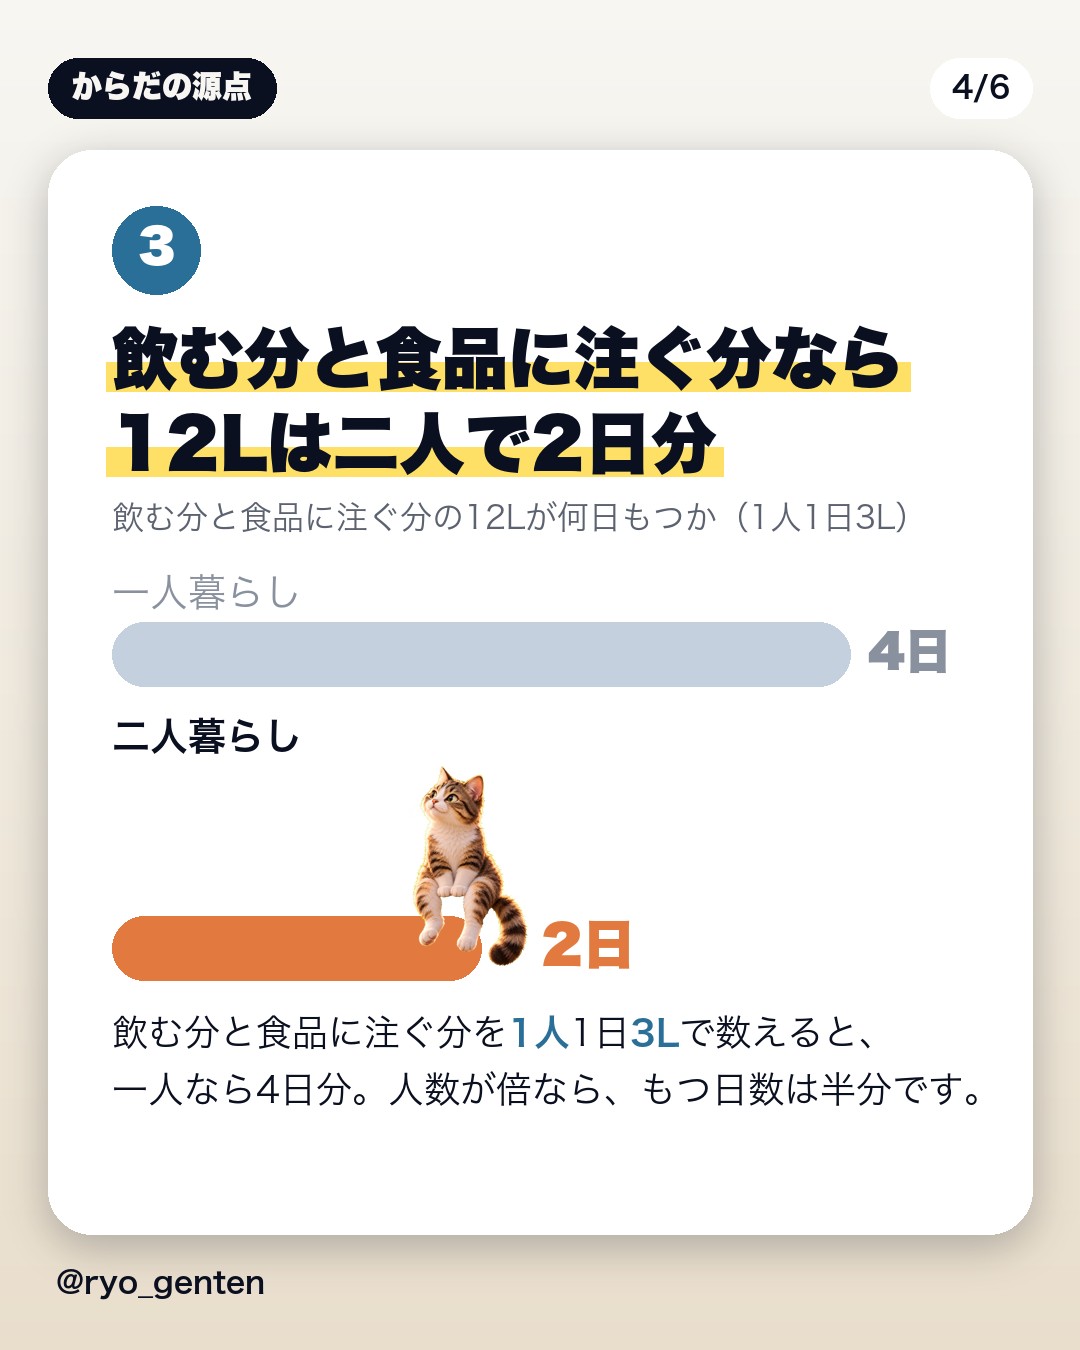 からだの源点
4/6
3
飲む分と食品に注ぐ分なら
12Lは二人で2日分
飲む分と食品に注ぐ分の12Lが何日もつか（1人1日3L）
一人暮らし
4日
二人暮らし
2日
飲む分と食品に注ぐ分を1人1日3Lで数えると、
一人なら4日分。人数が倍なら、もつ日数は半分です。
@ryo_genten